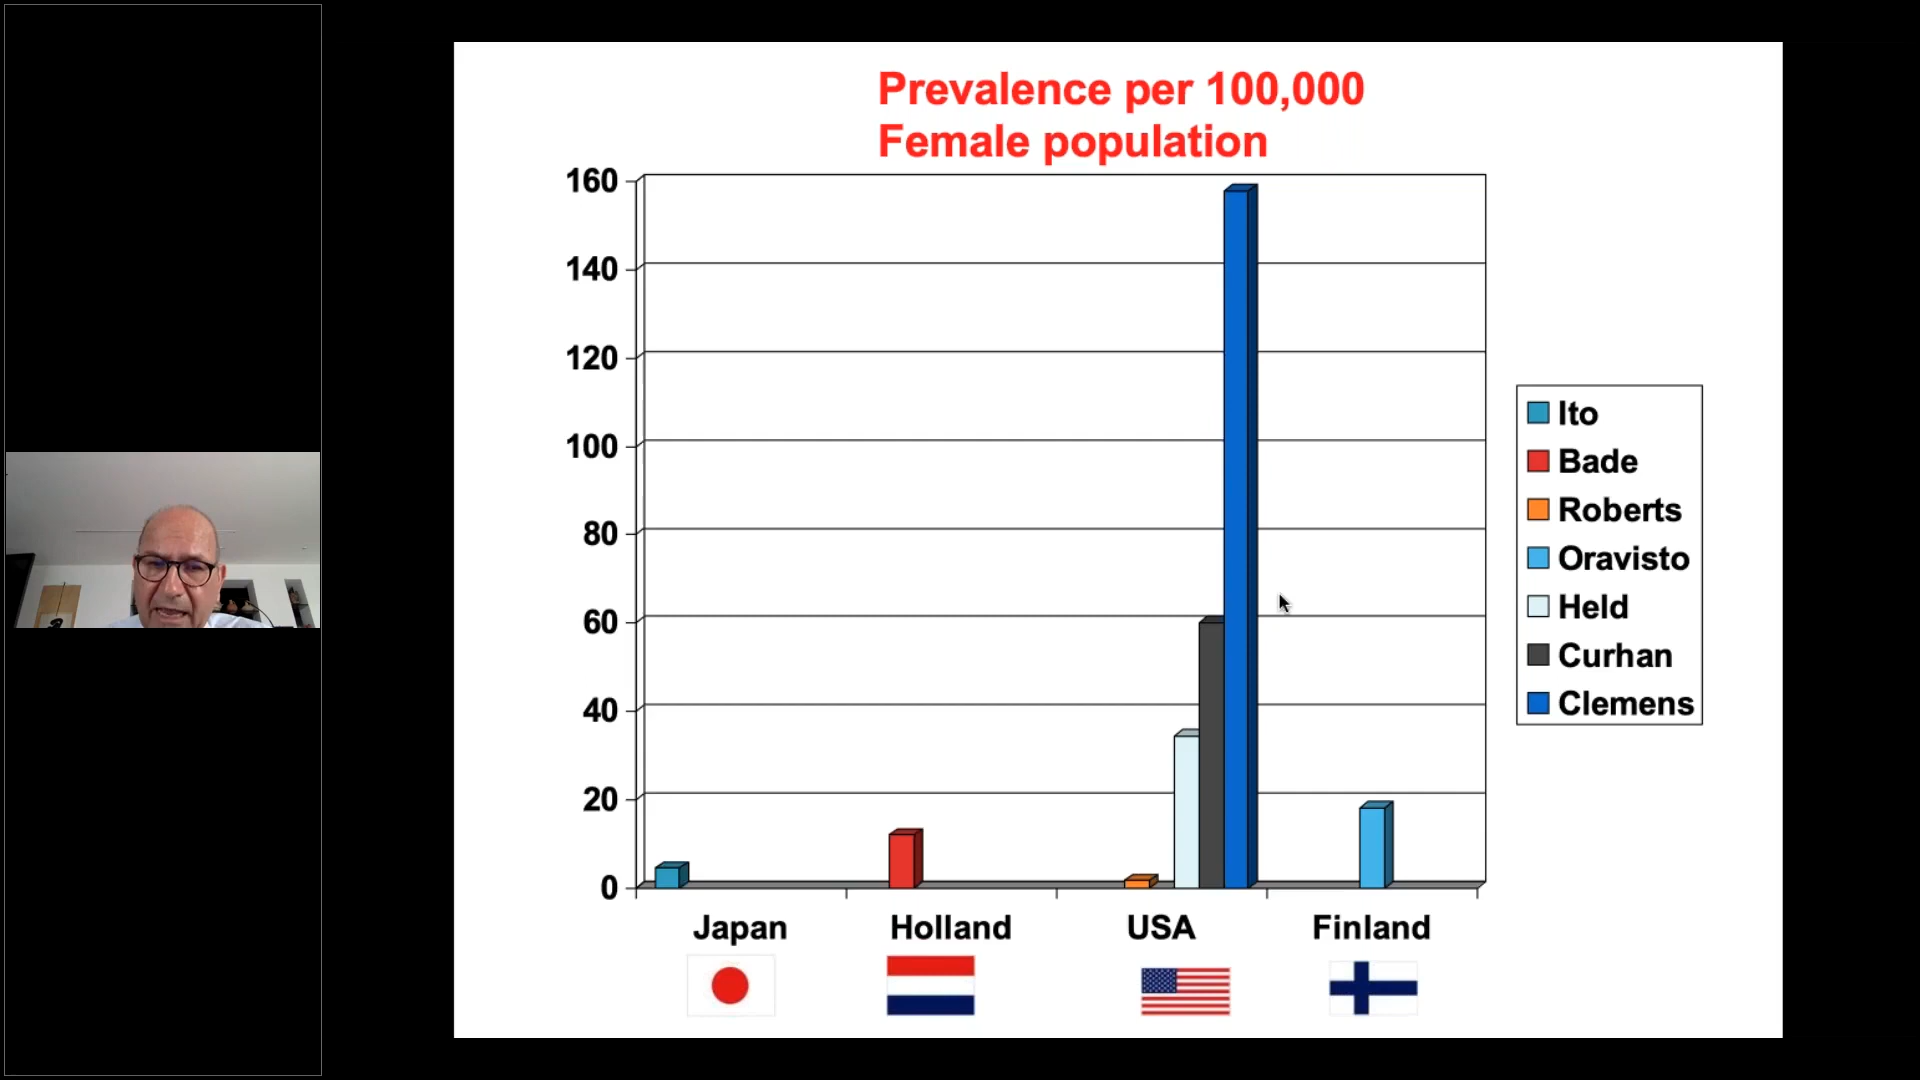 Prevalence per 100,000
Female population
160
140
120
100
80
60
40
20
0
Japan
Holland
USA
Finland
Ito
Bade
Roberts
Oravisto
Held
Curhan
Clemens